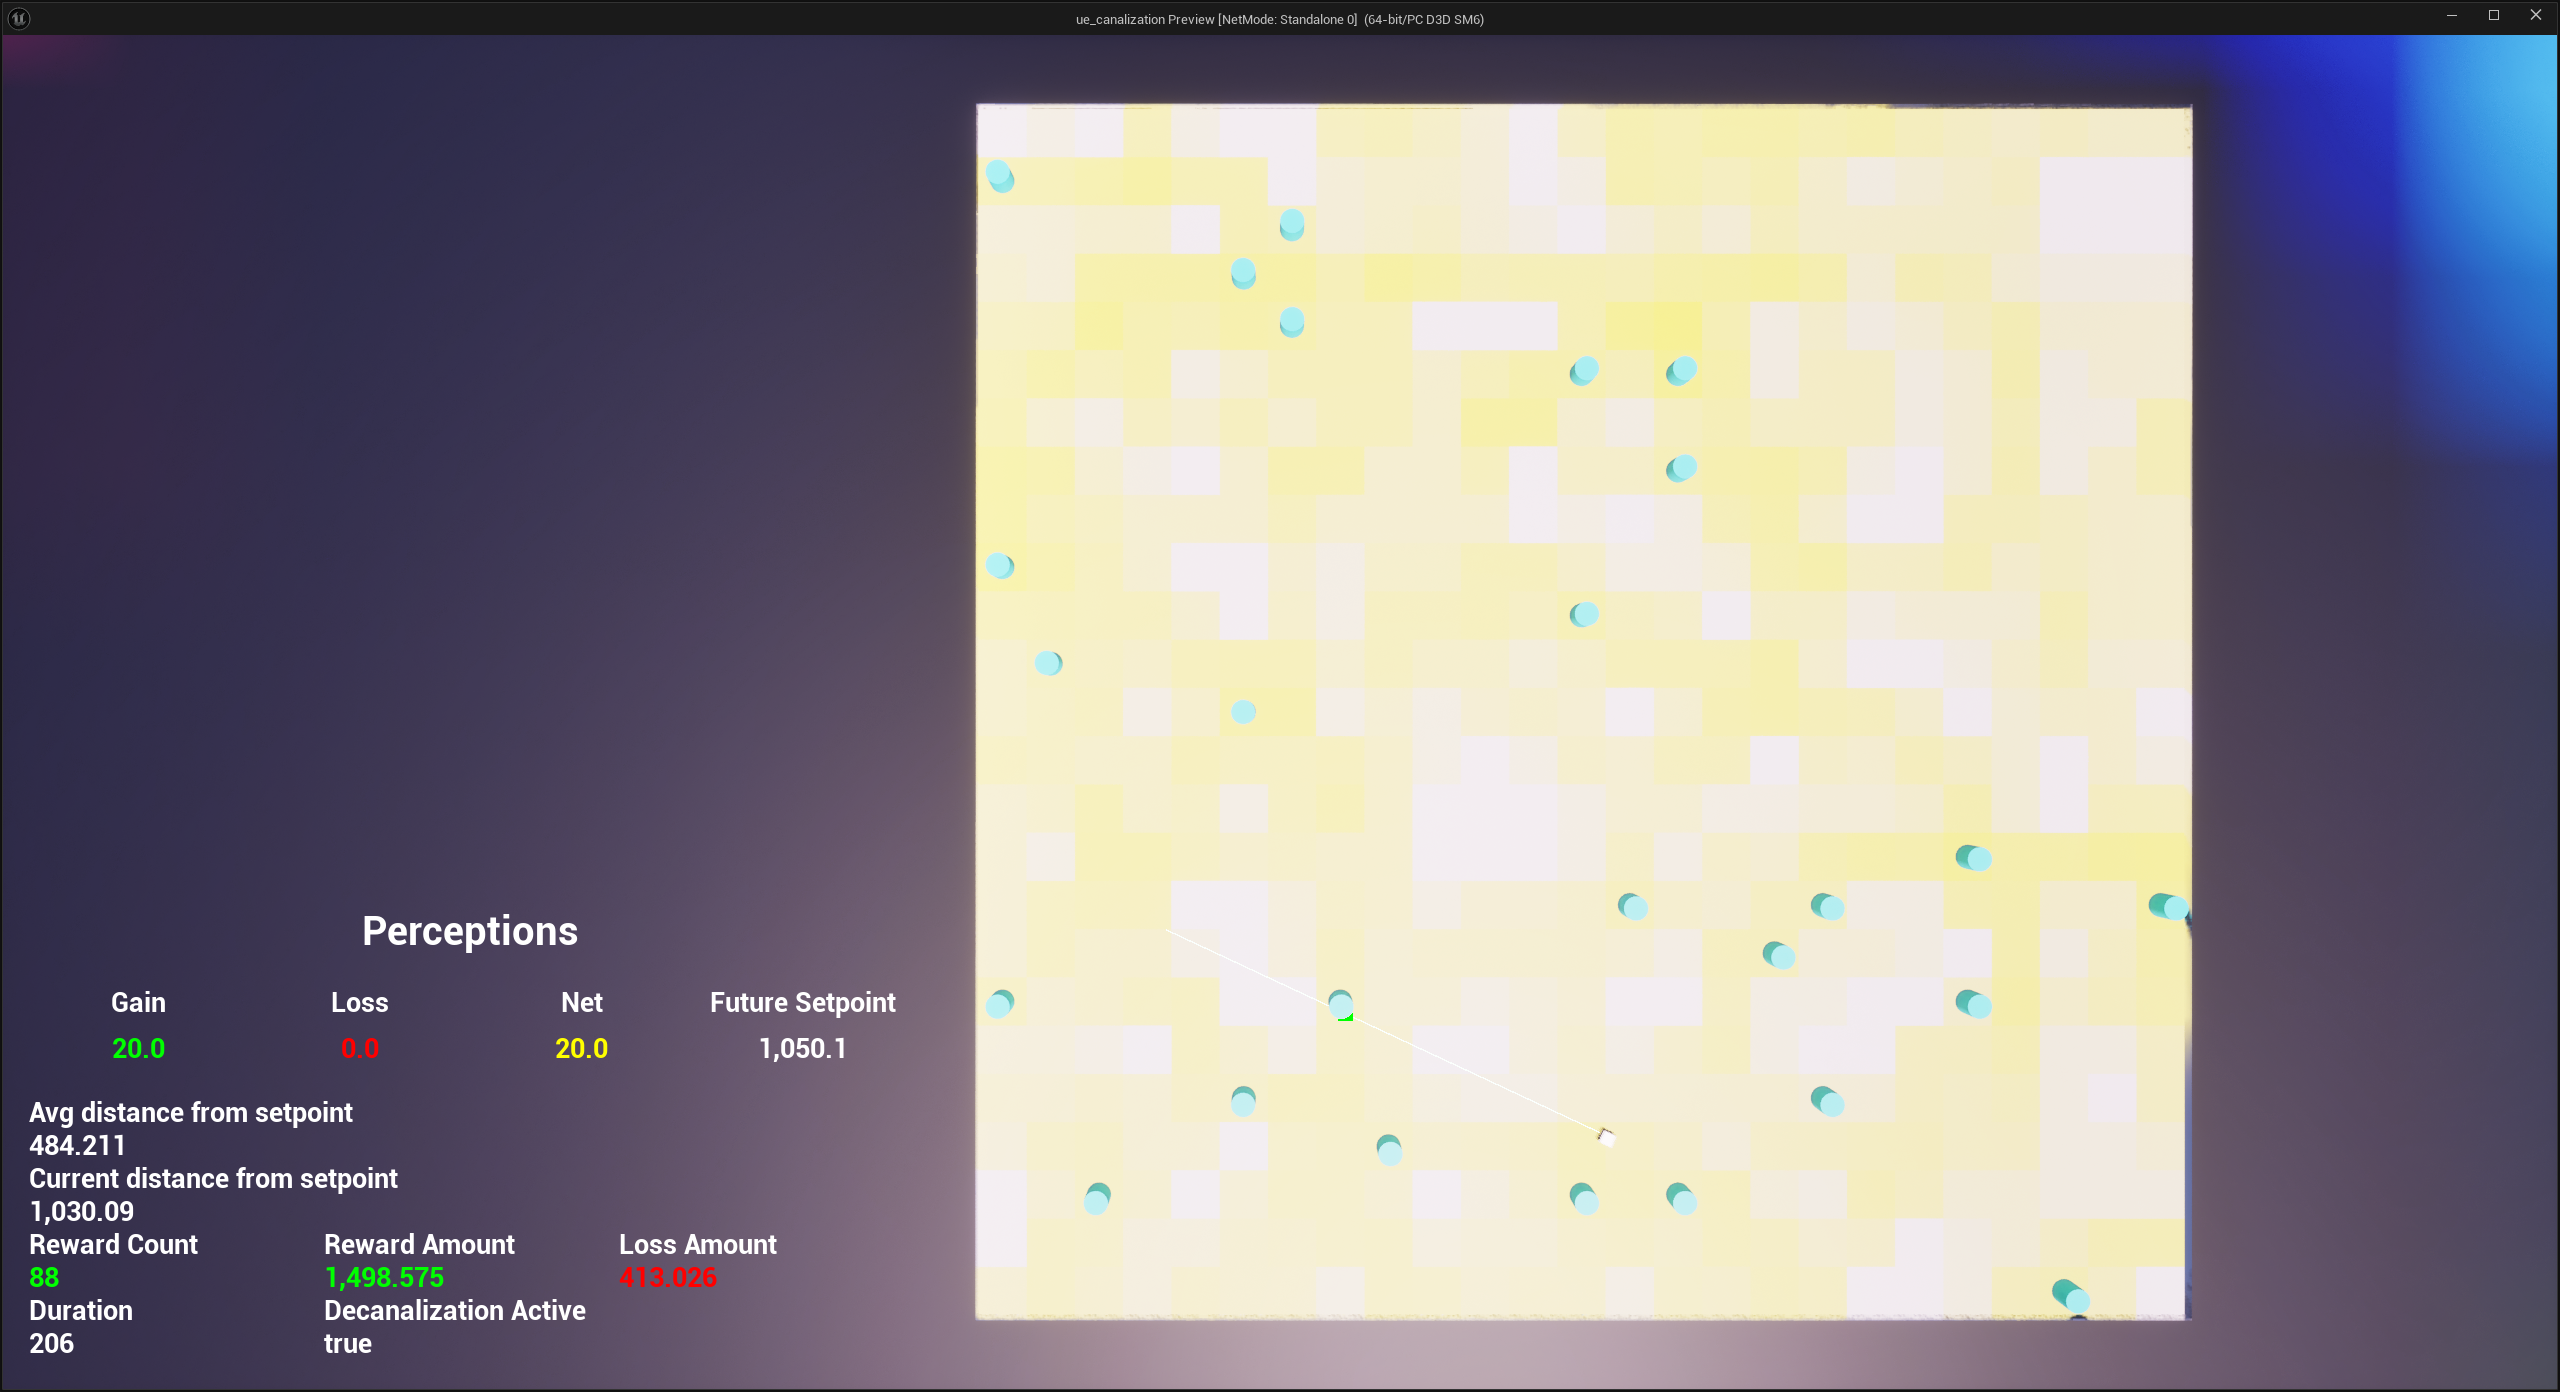 ue_canalization Preview [NetMode: Standalone 0] (64-bit/PC D3D SM6)
Perceptions
Gain Loss Net Future Setpoint
20.0 0.0 20.0 1,050.1
Avg distance from setpoint
484.211
Current distance from setpoint
1,030.09
Reward Count Reward Amount Loss Amount
88 1,498.575 413.026
Duration Decanalization Active
206 true